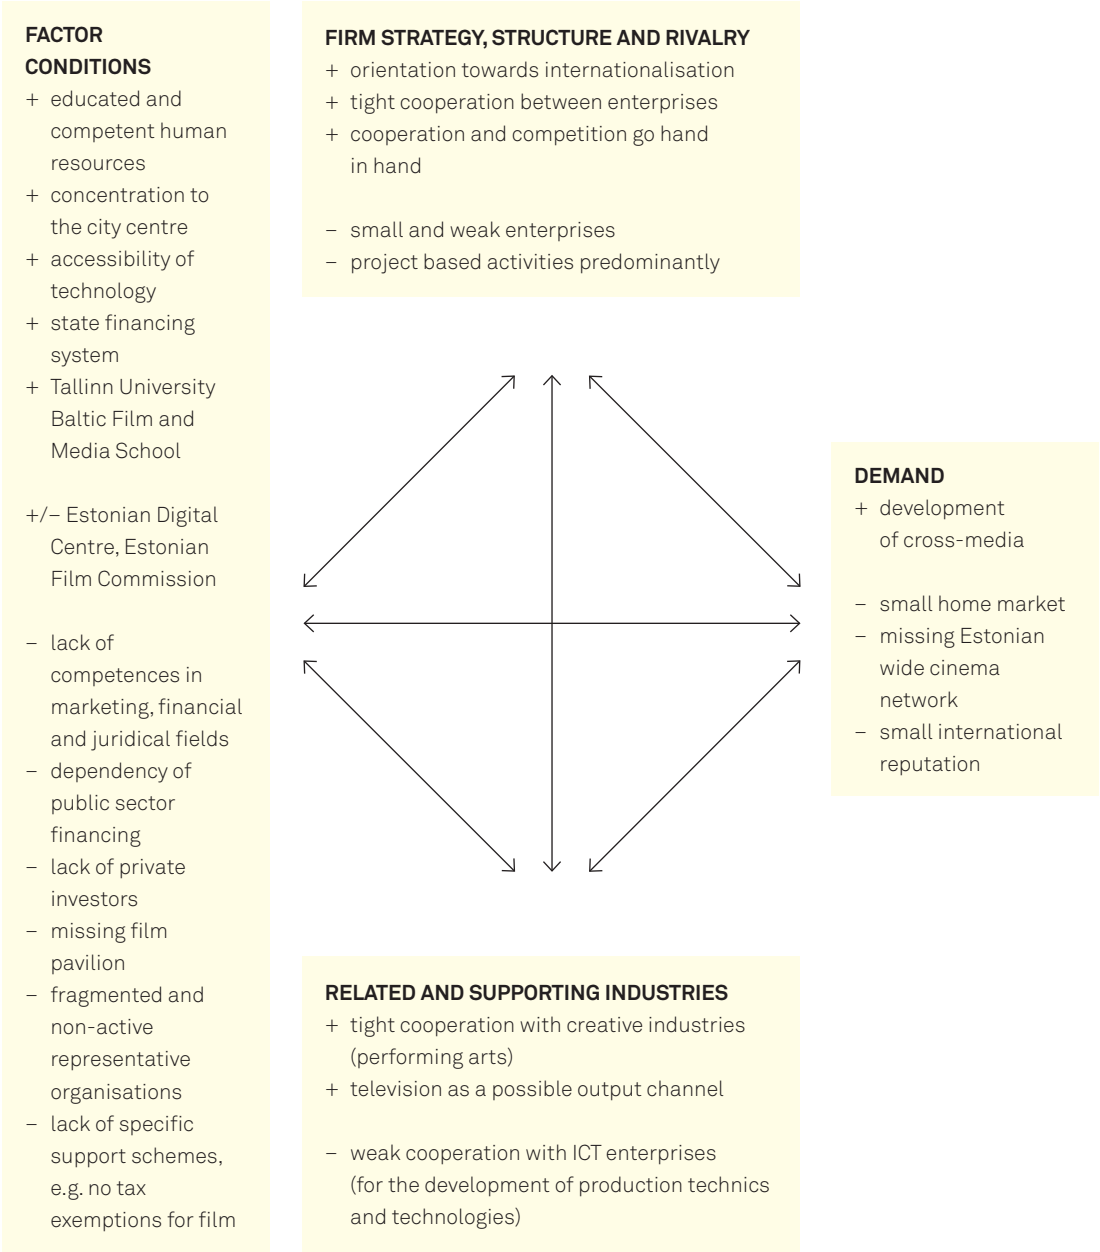 FACTOR
CONDITIONS
+ educated and
competent human
resources
+ concentration to
the city centre
+ accessibility of
technology
+ state financing
system
+ Tallinn University
Baltic Film and
Media School
+/– Estonian Digital
Centre, Estonian
Film Commission
– lack of
competences in
marketing, financial
and juridical fields
– dependency of
public sector
financing
– lack of private
investors
– missing film
pavilion
– fragmented and
non-active
representative
organisations
– lack of specific
support schemes,
e.g. no tax
exemptions for film
FIRM STRATEGY, STRUCTURE AND RIVALRY
+ orientation towards internationalisation
+ tight cooperation between enterprises
+ cooperation and competition go hand
in hand
– small and weak enterprises
– project based activities predominantly
DEMAND
+ development
of cross-media
– small home market
– missing Estonian
wide cinema
network
– small international
reputation
RELATED AND SUPPORTING INDUSTRIES
+ tight cooperation with creative industries
(performing arts)
+ television as a possible output channel
– weak cooperation with ICT enterprises
(for the development of production technics
and technologies)